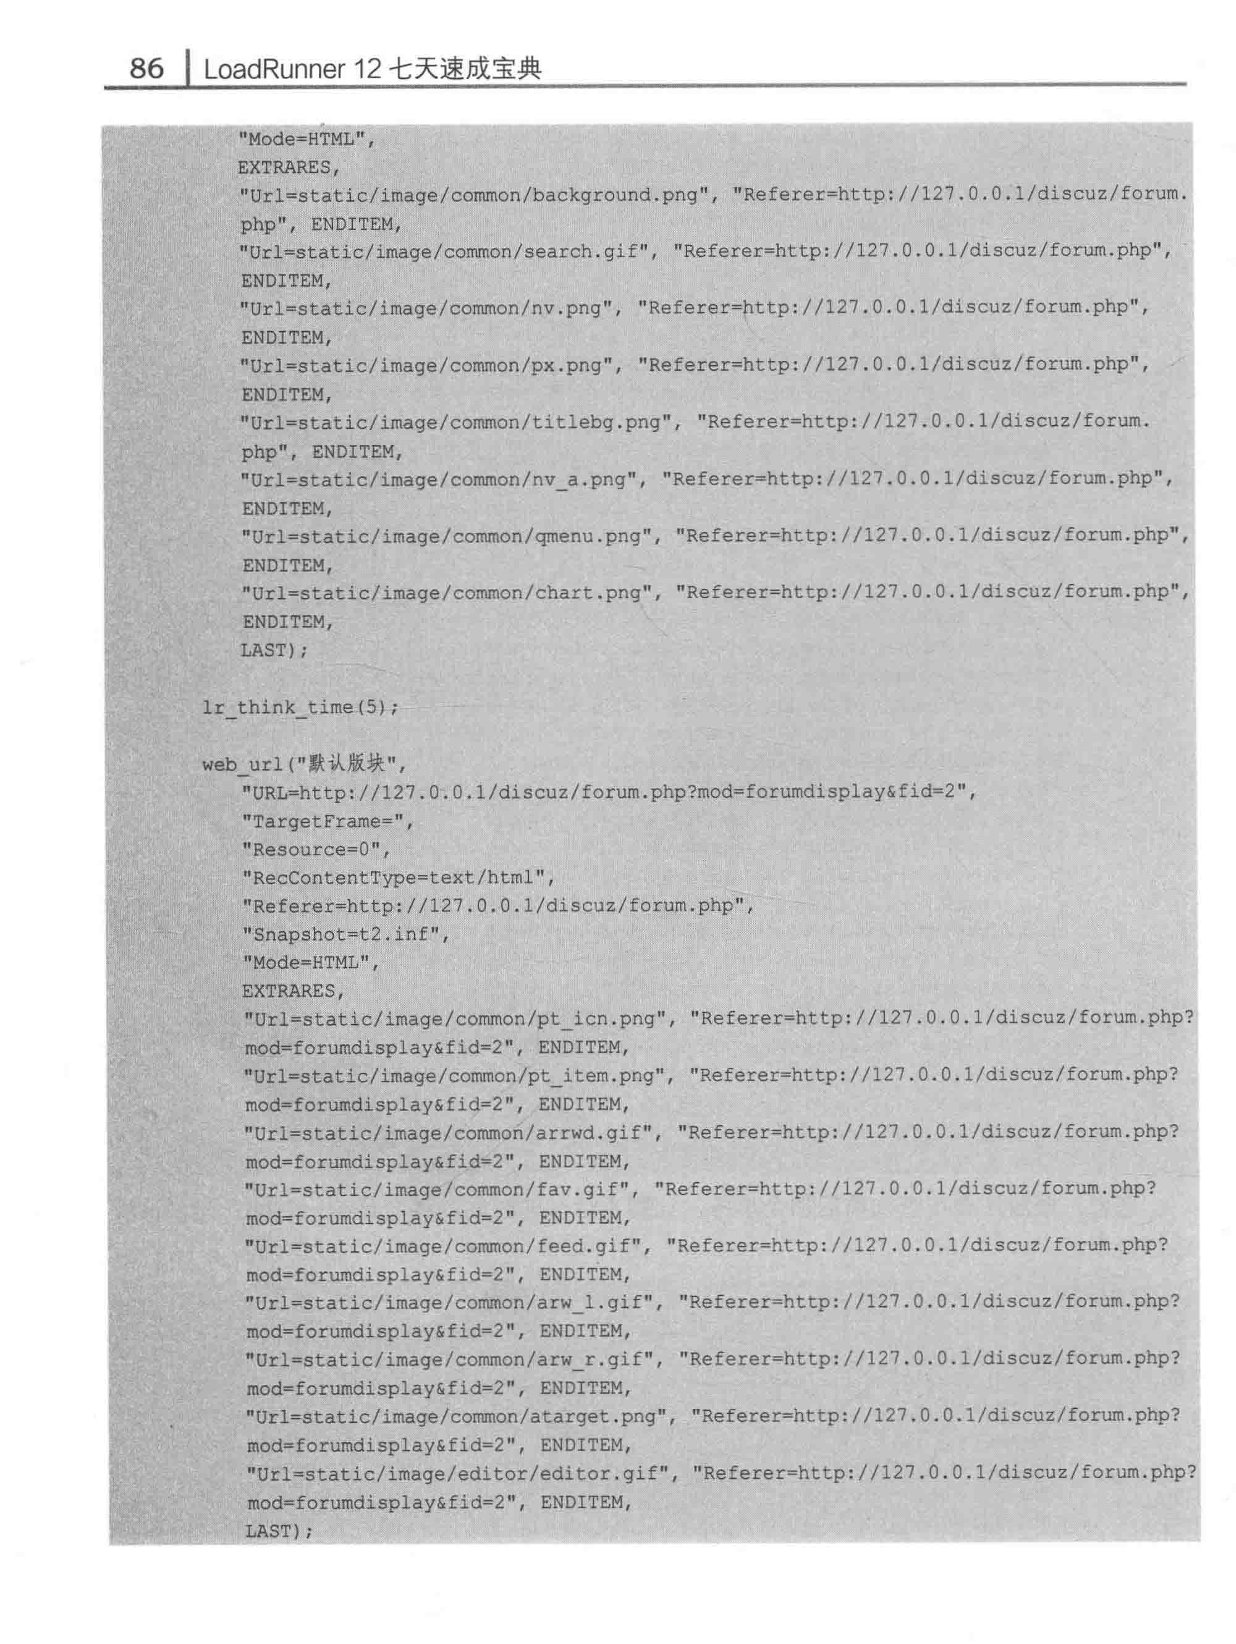 86 LoadRunner 12 七天速成宝典
"Mode=HTML",
EXTRARES,
"Url=static/image/common/background.png", "Referer=http://127.0.0.1/discuz/forum.
php", ENDITEM,
"Url=static/image/common/search.gif", "Referer=http://127.0.0.1/discuz/forum.php",
ENDITEM,
"Url=static/image/common/nv.png", "Referer=http://127.0.0.1/discuz/forum.php",
ENDITEM,
"Url=static/image/common/px.png", "Referer=http://127.0.0.1/discuz/forum.php",
ENDITEM,
"Url=static/image/common/titlebg.png", "Referer=http://127.0.0.1/discuz/forum.
php", ENDITEM,
"Url=static/image/common/nv_a.png", "Referer=http://127.0.0.1/discuz/forum.php",
ENDITEM,
"Url=static/image/common/qmenu.png", "Referer=http://127.0.0.1/discuz/forum.php",
ENDITEM,
"Url=static/image/common/chart.png", "Referer=http://127.0.0.1/discuz/forum.php",
ENDITEM,
LAST);
lr_think_time(5);
web_url("默认版块",
"URL=http://127.0.0.1/discuz/forum.php?mod=forumdisplay&fid=2",
"TargetFrame=",
"Resource=0",
"RecContentType=text/html",
"Referer=http://127.0.0.1/discuz/forum.php",
"Snapshot=t2.inf",
"Mode=HTML",
EXTRARES,
"Url=static/image/common/pt_icn.png", "Referer=http://127.0.0.1/discuz/forum.php?
mod=forumdisplay&fid=2", ENDITEM,
"Url=static/image/common/pt_item.png", "Referer=http://127.0.0.1/discuz/forum.php?
mod=forumdisplay&fid=2", ENDITEM,
"Url=static/image/common/arrwd.gif", "Referer=http://127.0.0.1/discuz/forum.php?
mod=forumdisplay&fid=2", ENDITEM,
"Url=static/image/common/fav.gif", "Referer=http://127.0.0.1/discuz/forum.php?
mod=forumdisplay&fid=2", ENDITEM,
"Url=static/image/common/feed.gif", "Referer=http://127.0.0.1/discuz/forum.php?
mod=forumdisplay&fid=2", ENDITEM,
"Url=static/image/common/arw_l.gif", "Referer=http://127.0.0.1/discuz/forum.php?
mod=forumdisplay&fid=2", ENDITEM,
"Url=static/image/common/arw_r.gif", "Referer=http://127.0.0.1/discuz/forum.php?
mod=forumdisplay&fid=2", ENDITEM,
"Url=static/image/common/atarget.png", "Referer=http://127.0.0.1/discuz/forum.php?
mod=forumdisplay&fid=2", ENDITEM,
"Url=static/image/editor/editor.gif", "Referer=http://127.0.0.1/discuz/forum.php?
mod=forumdisplay&fid=2", ENDITEM,
LAST);